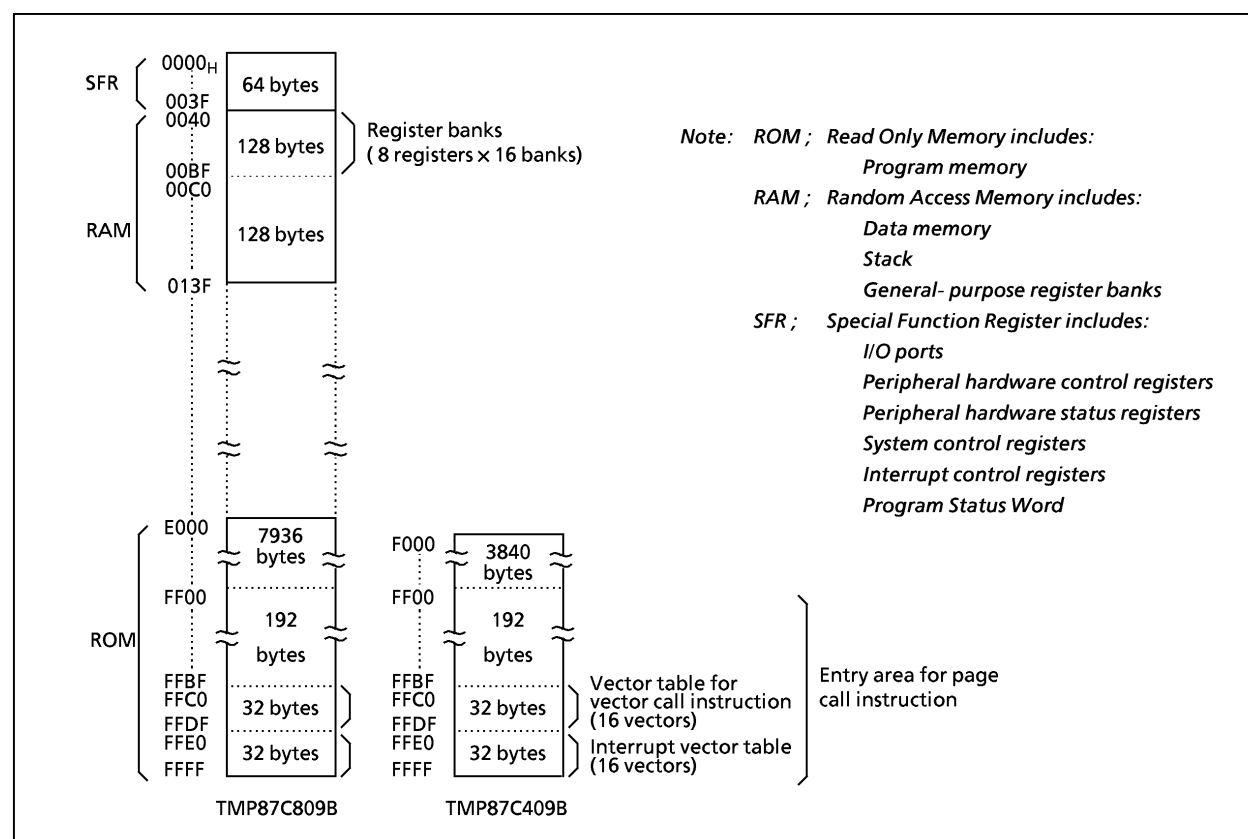 SFR
0000H
003F
64 bytes
RAM
0040
00BF
128 bytes
Register banks
( 8 registers × 16 banks)
00C0
013F
128 bytes
Note: ROM ; Read Only Memory includes:
Program memory
RAM ; Random Access Memory includes:
Data memory
Stack
General- purpose register banks
SFR ; Special Function Register includes:
I/O ports
Peripheral hardware control registers
Peripheral hardware status registers
System control registers
Interrupt control registers
Program Status Word
ROM
E000
7936
bytes
FF00
192
bytes
FFBF
FFC0
32 bytes
FFDF
FFE0
32 bytes
FFFF
TMP87C809B
F000
3840
bytes
FF00
192
bytes
FFBF
FFC0
32 bytes
FFDF
FFE0
32 bytes
FFFF
TMP87C409B
Vector table for
vector call instruction
(16 vectors)
Interrupt vector table
(16 vectors)
Entry area for page
call instruction